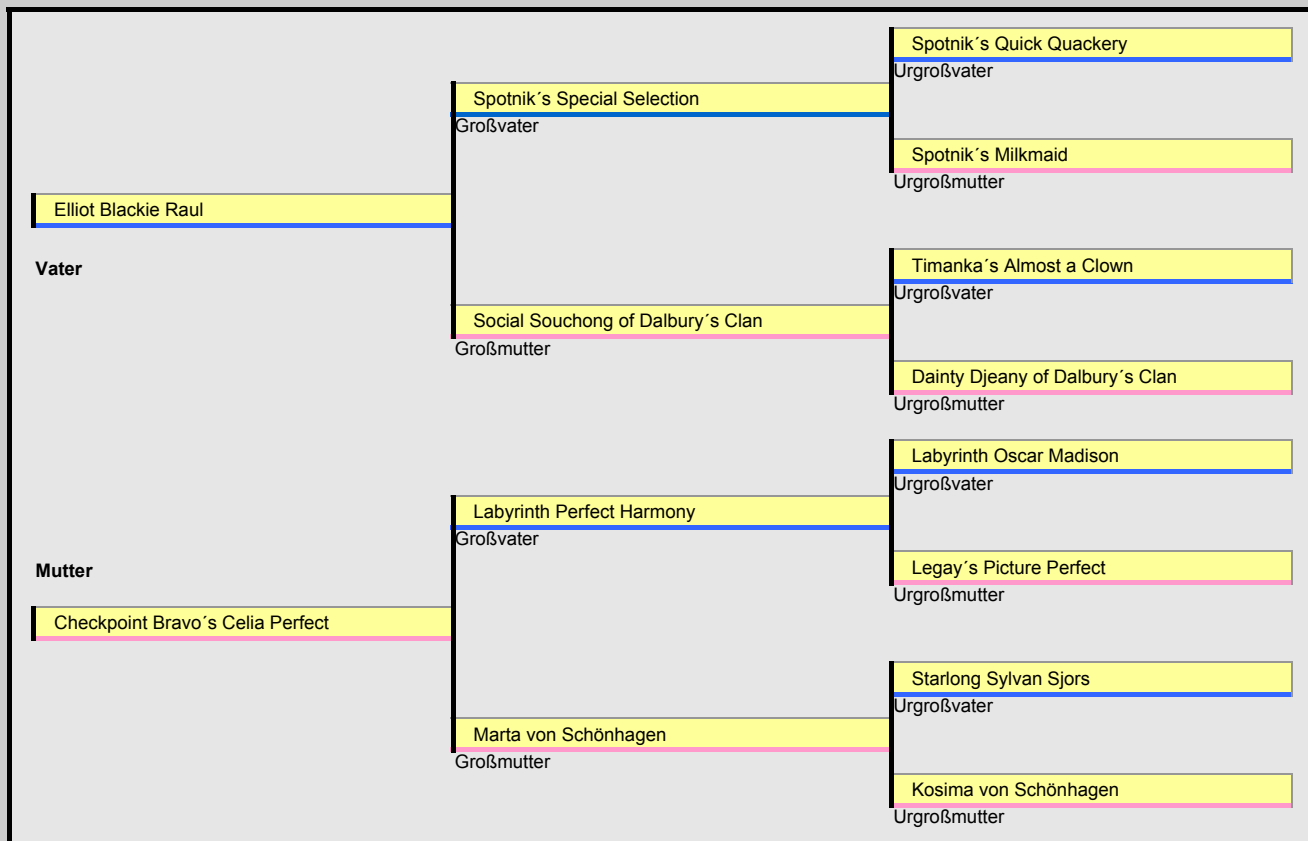 Spotnik´s Quick Quackery
Urgroßvater
Spotnik´s Special Selection
Großvater
Spotnik´s Milkmaid
Urgroßmutter
Elliot Blackie Raul
Vater
Timanka´s Almost a Clown
Urgroßvater
Social Souchong of Dalbury´s Clan
Großmutter
Dainty Djeany of Dalbury´s Clan
Urgroßmutter
Labyrinth Oscar Madison
Urgroßvater
Labyrinth Perfect Harmony
Großvater
Legay´s Picture Perfect
Urgroßmutter
Mutter
Checkpoint Bravo´s Celia Perfect
Starlong Sylvan Sjors
Urgroßvater
Marta von Schönhagen
Großmutter
Kosima von Schönhagen
Urgroßmutter